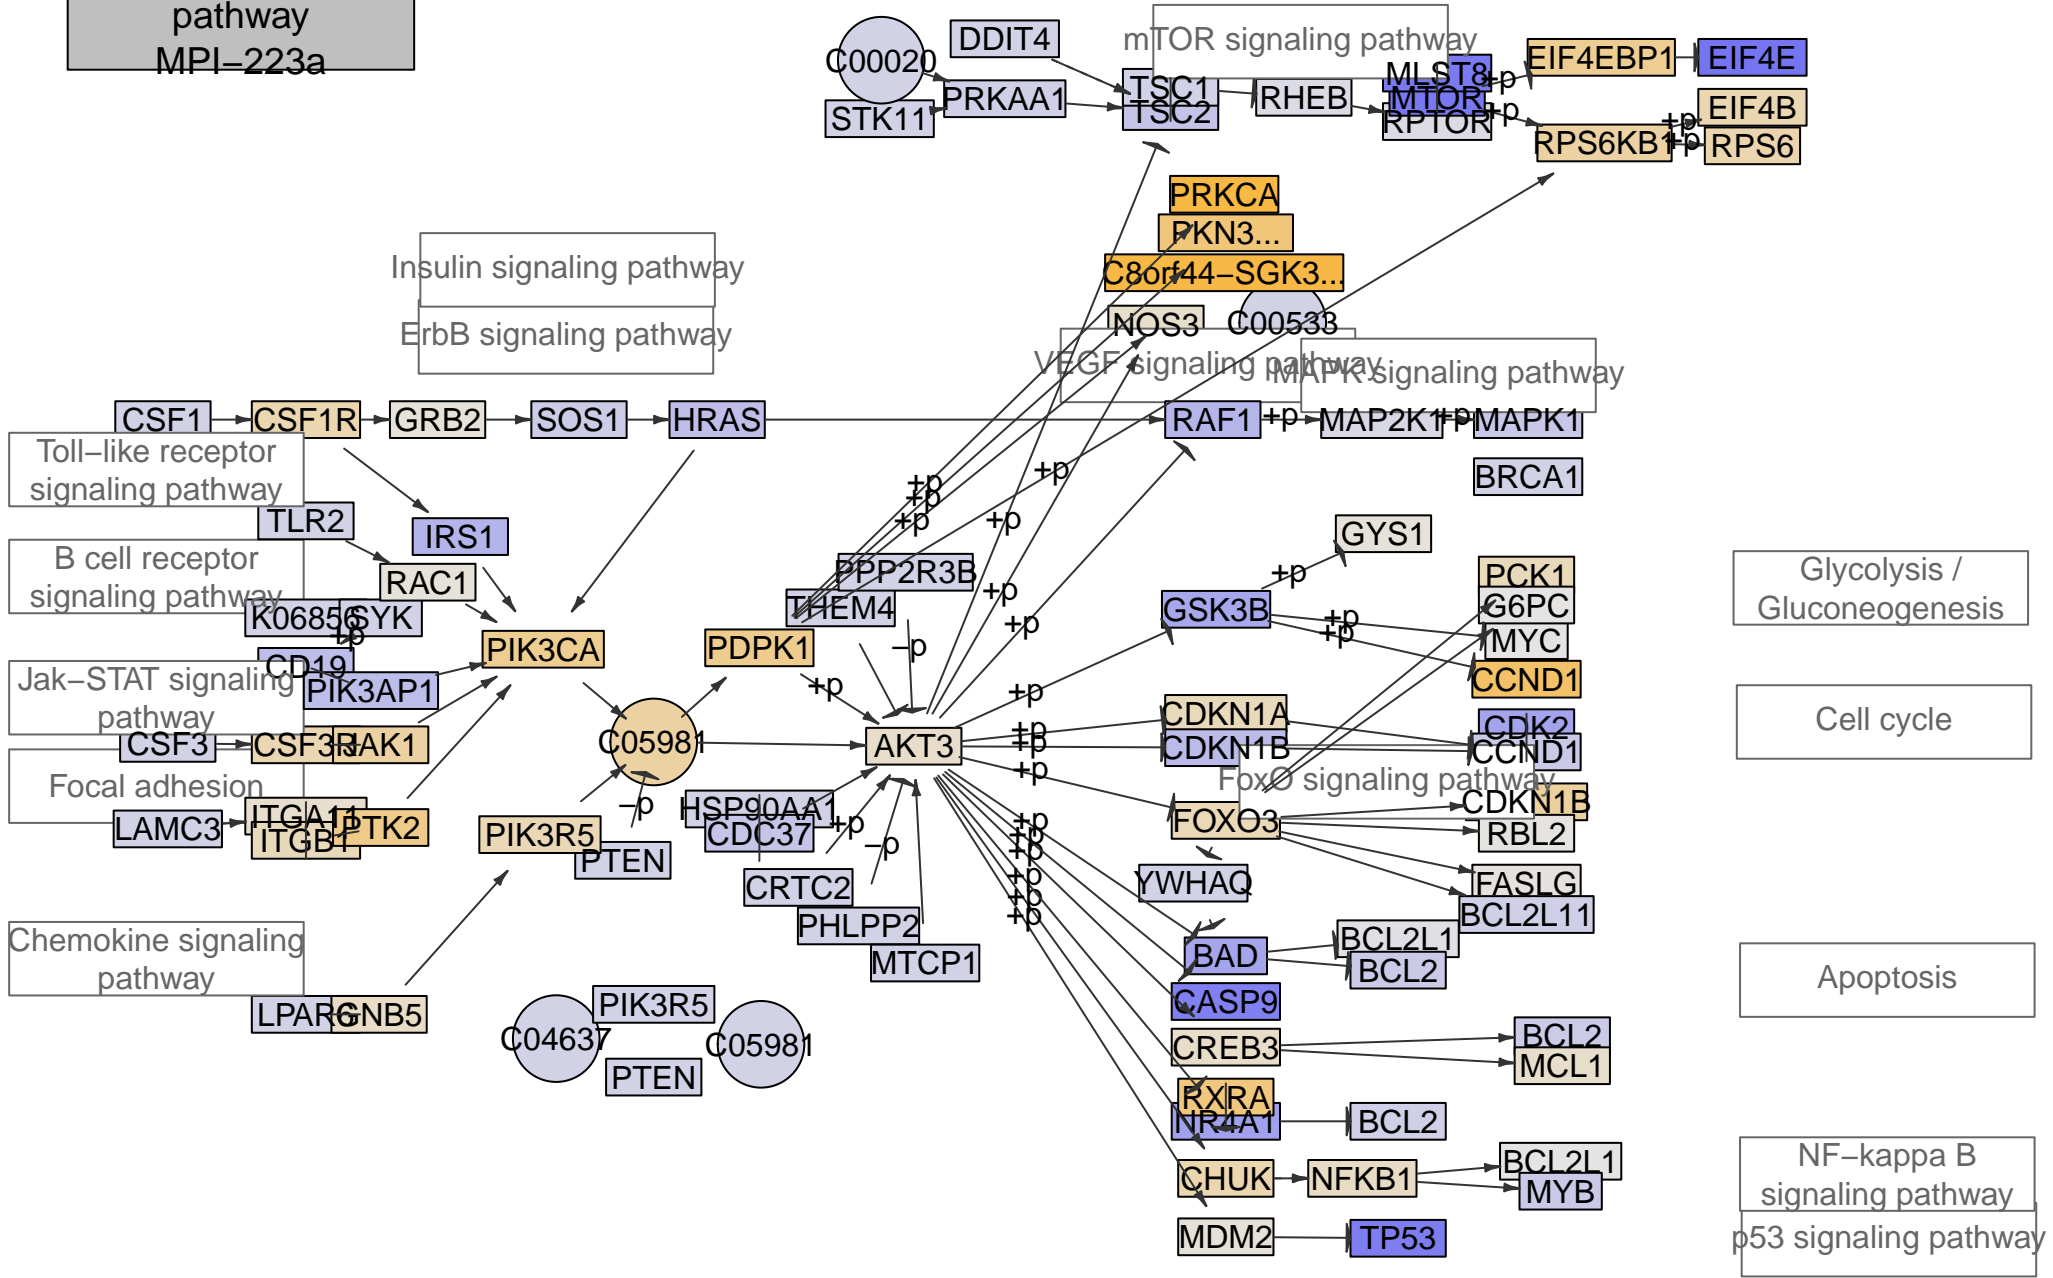 pathway
MPI−223a
C00020
DDIT4
mTOR signaling pathway
STK11
PRKAA1
TSC1
TSC2
RHEB
MLST8
MTOR
RPTOR
+p
+p
EIF4EBP1
EIF4E
RPS6KB1
+p
+p
EIF4B
RPS6
PRKCA
PKN3...
C8orf44−SGK3...
NOS3
C00533
Insulin signaling pathway
ErbB signaling pathway
VEGF signaling pathway
MAPK signaling pathway
CSF1
CSF1R
GRB2
SOS1
HRAS
RAF1
+p
MAP2K1
+p
MAPK1
BRCA1
Toll−like receptor
signaling pathway
TLR2
IRS1
RAC1
B cell receptor
signaling pathway
K06856
SYK
+p
CD19
PIK3AP1
PIK3CA
PDPK1
THEM4
PPP2R3B
+p
+p
+p
+p
+p
+p
+p
−p
+p
GYS1
+p
GSK3B
+p
+p
PCK1
G6PC
MYC
CCND1
Glycolysis /
Gluconeogenesis
Jak−STAT signaling
pathway
CSF3
CSF3R
JAK1
C05981
AKT3
+p
+p
+p
+p
CDKN1A
CDKN1B
CDK2
CCND1
Cell cycle
FoxO signaling pathway
Focal adhesion
LAMC3
ITGA11
ITGB1
PTK2
PIK3R5
−p
PTEN
HSP90AA1
CDC37
+p
−p
CRTC2
PHLPP2
MTCP1
+p
+p
+p
+p
+p
+p
FOXO3
CDKN1B
RBL2
FASLG
BCL2L11
YWHAQ
BAD
BCL2L1
BCL2
Apoptosis
Chemokine signaling
pathway
LPAR6
GNB5
C04637
PIK3R5
C05981
PTEN
CASP9
CREB3
BCL2
MCL1
RXRA
NR4A1
BCL2
CHUK
NFKB1
BCL2L1
MYB
NF−kappa B
signaling pathway
MDM2
TP53
p53 signaling pathway